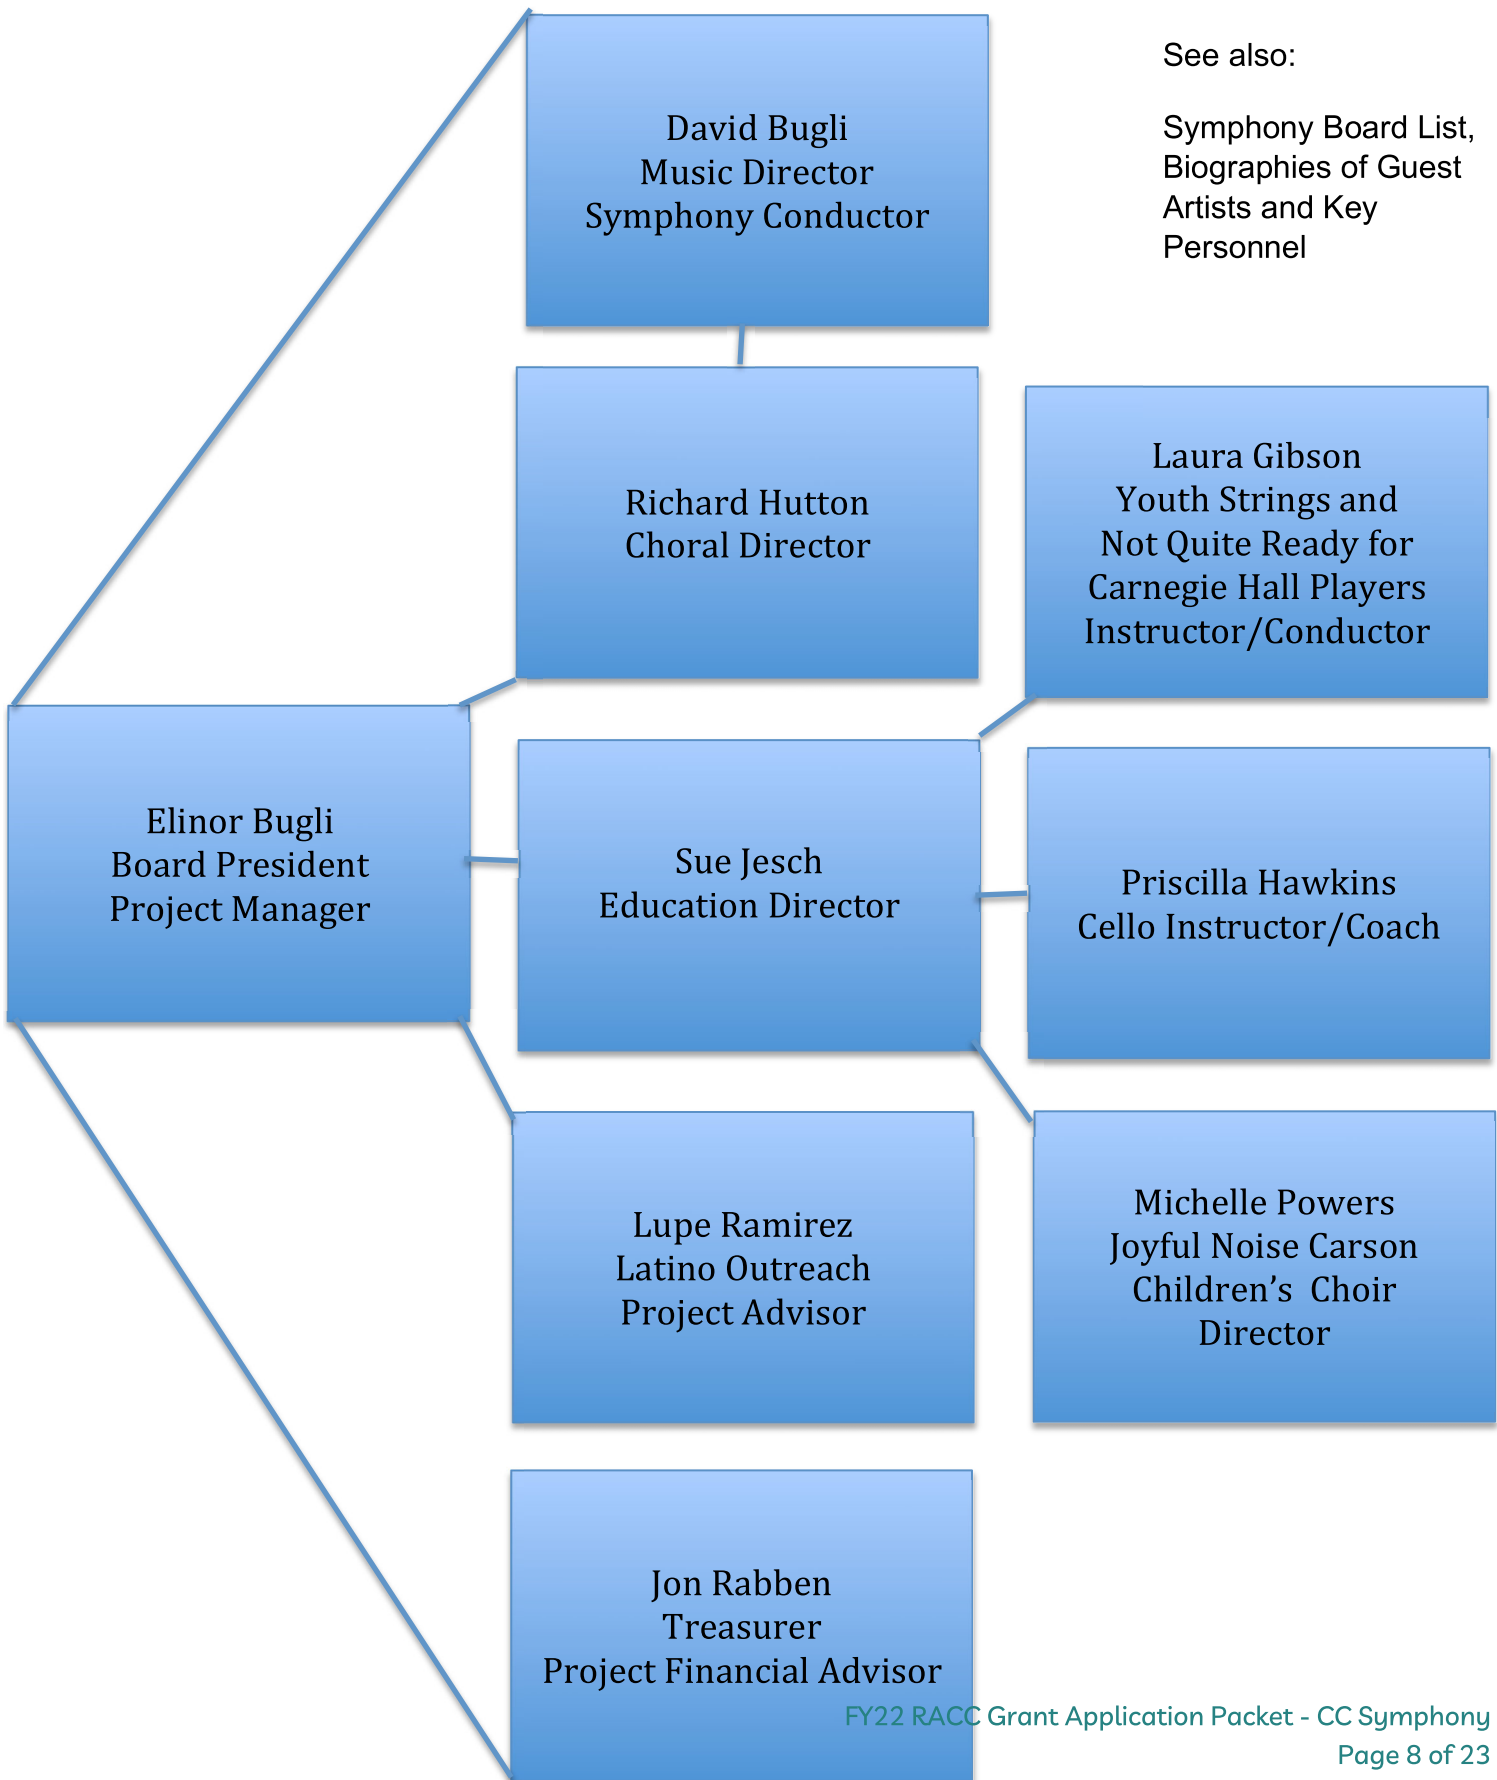 David Bugli
Music Director
Symphony Conductor
See also:
Symphony Board List,
Biographies of Guest
Artists and Key
Personnel
Richard Hutton
Choral Director
Laura Gibson
Youth Strings and
Not Quite Ready for
Carnegie Hall Players
Instructor/Conductor
Elinor Bugli
Board President
Project Manager
Sue Jesch
Education Director
Priscilla Hawkins
Cello Instructor/Coach
Lupe Ramirez
Latino Outreach
Project Advisor
Michelle Powers
Joyful Noise Carson
Children’s  Choir
Director
Jon Rabben
Treasurer
Project Financial Advisor
FY22 RACC Grant Application Packet - CC Symphony
Page 8 of 23